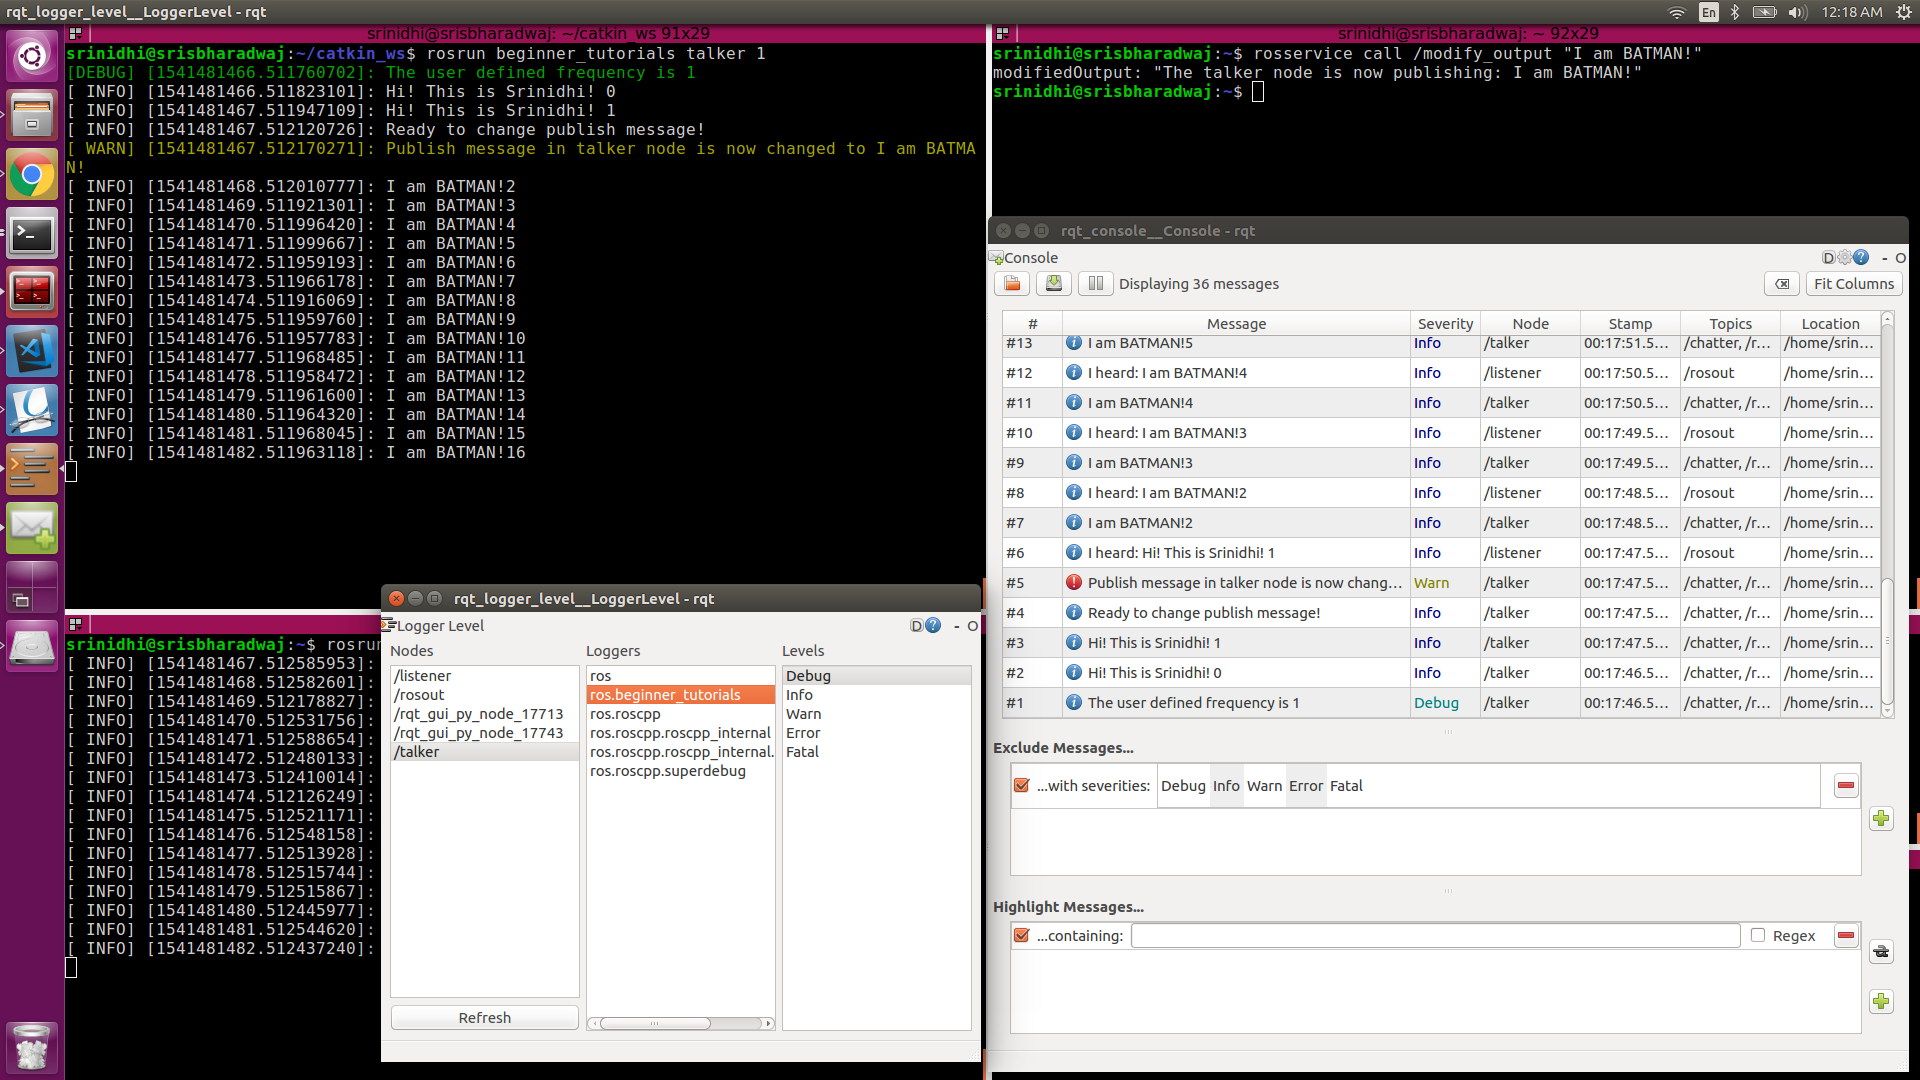 rqt_logger_level__LoggerLevel - rqt
En
12:18 AM
srinidhi@srisbharadwaj: ~/catkin_ws 91x29
srinidhi@srisbharadwaj:~/catkin_ws$ rosrun beginner_tutorials talker 1
[DEBUG] [1541481466.511760702]: The user defined frequency is 1
[ INFO] [1541481466.511823101]: Hi! This is Srinidhi! 0
[ INFO] [1541481467.511947109]: Hi! This is Srinidhi! 1
[ INFO] [1541481467.512120726]: Ready to change publish message!
[ WARN] [1541481467.512170271]: Publish message in talker node is now changed to I am BATMA
N!
[ INFO] [1541481468.512010777]: I am BATMAN!2
[ INFO] [1541481469.511921301]: I am BATMAN!3
[ INFO] [1541481470.511996420]: I am BATMAN!4
[ INFO] [1541481471.511999667]: I am BATMAN!5
[ INFO] [1541481472.511959193]: I am BATMAN!6
[ INFO] [1541481473.511966178]: I am BATMAN!7
[ INFO] [1541481474.511916069]: I am BATMAN!8
[ INFO] [1541481475.511959760]: I am BATMAN!9
[ INFO] [1541481476.511957783]: I am BATMAN!10
[ INFO] [1541481477.511968485]: I am BATMAN!11
[ INFO] [1541481478.511958472]: I am BATMAN!12
[ INFO] [1541481479.511961600]: I am BATMAN!13
[ INFO] [1541481480.511964320]: I am BATMAN!14
[ INFO] [1541481481.511968045]: I am BATMAN!15
[ INFO] [1541481482.511963118]: I am BATMAN!16
srinidhi@srisbharadwaj: ~ 92x29
srinidhi@srisbharadwaj:~$ rosservice call /modify_output "I am BATMAN!"
modifiedOutput: "The talker node is now publishing: I am BATMAN!"
srinidhi@srisbharadwaj:~$
srinidhi@srisbharadwaj:~$ rosrun
[ INFO] [1541481467.512585953]:
[ INFO] [1541481468.512582601]:
[ INFO] [1541481469.512178827]:
[ INFO] [1541481470.512531756]:
[ INFO] [1541481471.512588654]:
[ INFO] [1541481472.512480133]:
[ INFO] [1541481473.512410014]:
[ INFO] [1541481474.512126249]:
[ INFO] [1541481475.512521171]:
[ INFO] [1541481476.512548158]:
[ INFO] [1541481477.512513928]:
[ INFO] [1541481478.512515744]:
[ INFO] [1541481479.512515867]:
[ INFO] [1541481480.512445977]:
[ INFO] [1541481481.512544620]:
[ INFO] [1541481482.512437240]:
rqt_logger_level__LoggerLevel - rqt
Logger Level
D ? - O
Nodes Loggers Levels
/listener
/rosout
/rqt_gui_py_node_17713
/rqt_gui_py_node_17743
/talker
Refresh
ros
ros.beginner_tutorials
ros.roscpp
ros.roscpp.roscpp_internal
ros.roscpp.roscpp_internal.
ros.roscpp.superdebug
Debug
Info
Warn
Error
Fatal
rqt_console__Console - rqt
Console
D ? - O
Displaying 36 messages
Fit Columns
# Message Severity Node Stamp Topics Location
#13 I am BATMAN!5 Info /talker 00:17:51.5... /chatter, /r... /home/srin...
#12 I heard: I am BATMAN!4 Info /listener 00:17:50.5... /rosout /home/srin...
#11 I am BATMAN!4 Info /talker 00:17:50.5... /chatter, /r... /home/srin...
#10 I heard: I am BATMAN!3 Info /listener 00:17:49.5... /rosout /home/srin...
#9 I am BATMAN!3 Info /talker 00:17:49.5... /chatter, /r... /home/srin...
#8 I heard: I am BATMAN!2 Info /listener 00:17:48.5... /rosout /home/srin...
#7 I am BATMAN!2 Info /talker 00:17:48.5... /chatter, /r... /home/srin...
#6 I heard: Hi! This is Srinidhi! 1 Info /listener 00:17:47.5... /rosout /home/srin...
#5 Publish message in talker node is now chang... Warn /talker 00:17:47.5... /chatter, /r... /home/srin...
#4 Ready to change publish message! Info /talker 00:17:47.5... /chatter, /r... /home/srin...
#3 Hi! This is Srinidhi! 1 Info /talker 00:17:47.5... /chatter, /r... /home/srin...
#2 Hi! This is Srinidhi! 0 Info /talker 00:17:46.5... /chatter, /r... /home/srin...
#1 The user defined frequency is 1 Debug /talker 00:17:46.5... /chatter, /r... /home/srin...
Exclude Messages...
...with severities: Debug Info Warn Error Fatal
Highlight Messages...
...containing: Regex